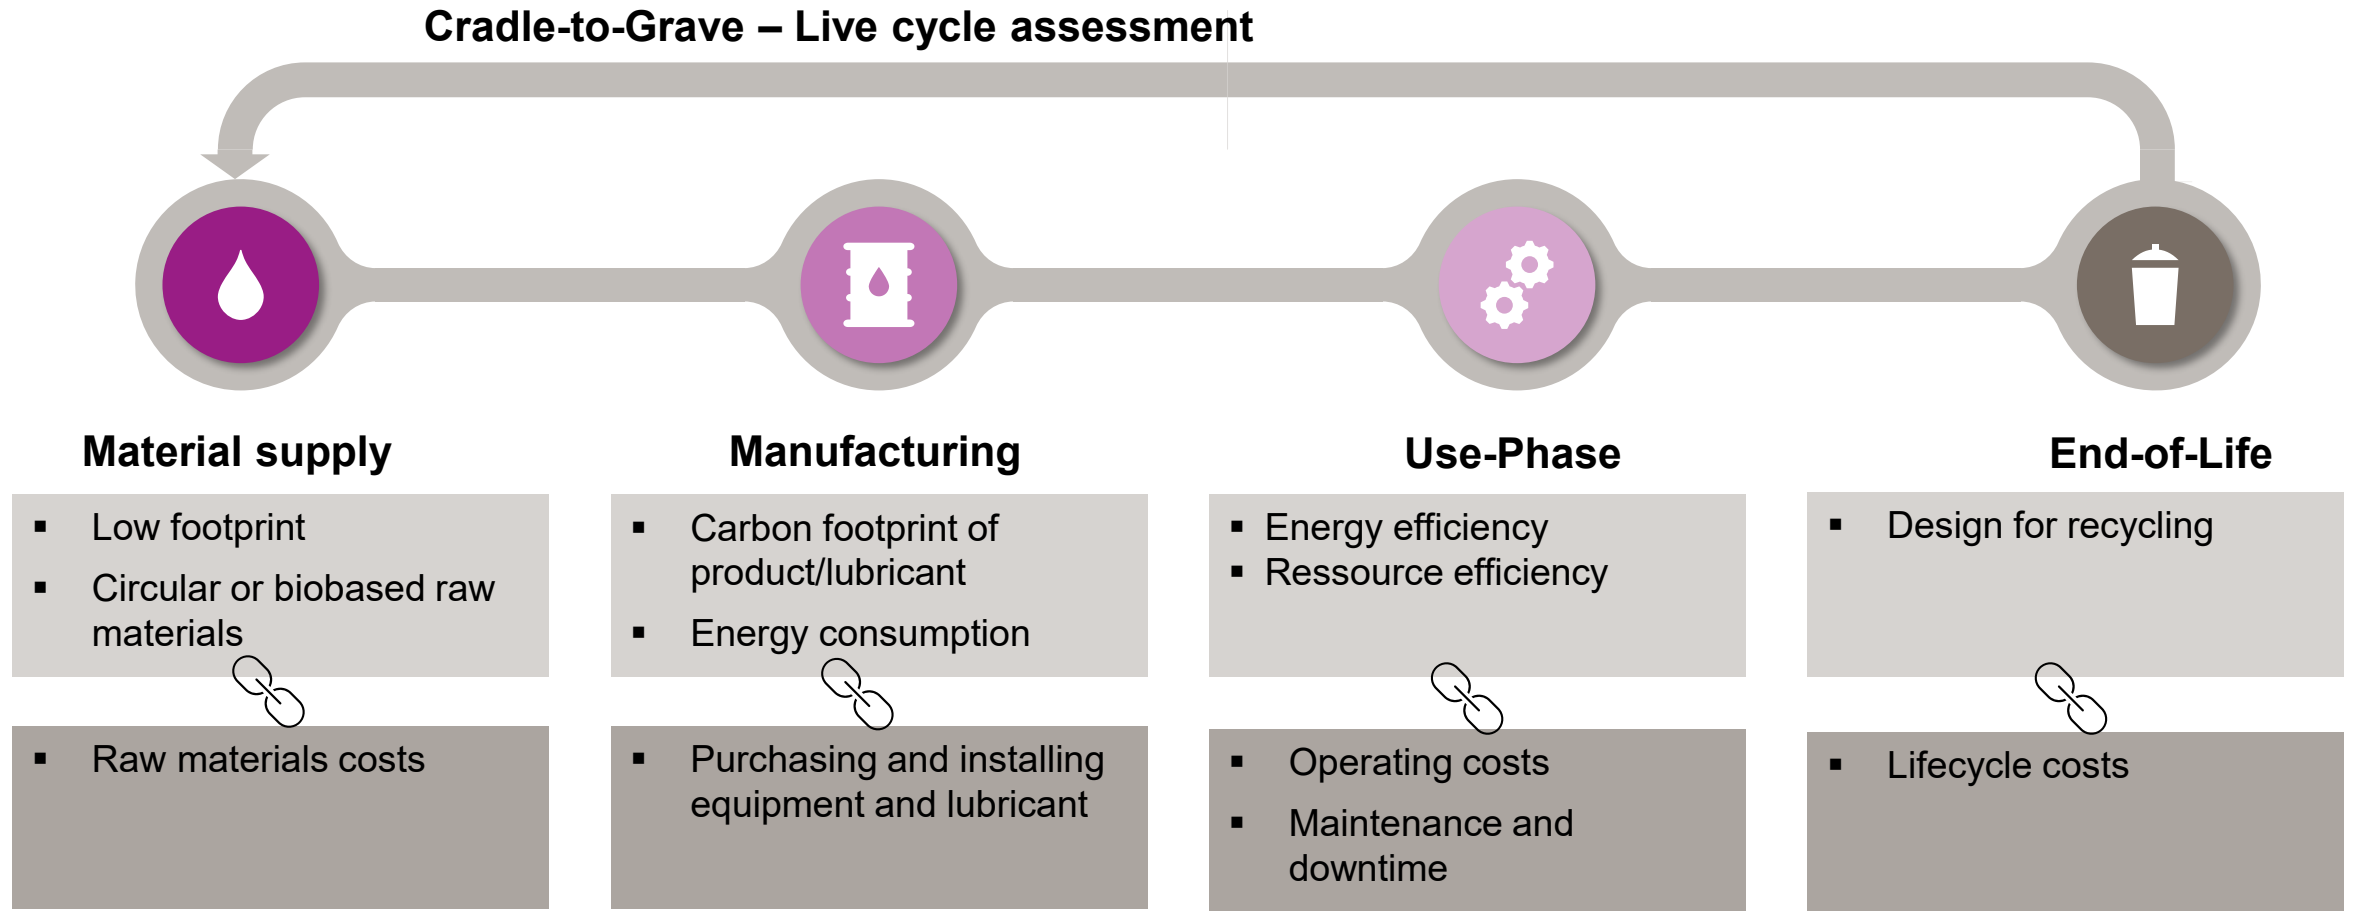 Cradle-to-Grave – Live cycle assessment
Material supply
▪ Low footprint
▪ Circular or biobased raw
materials
▪ Raw materials costs
Manufacturing
▪ Carbon footprint of
product/lubricant
▪ Energy consumption
▪ Purchasing and installing
equipment and lubricant
Use-Phase
▪ Energy efficiency
▪ Ressource efficiency
▪ Operating costs
▪ Maintenance and
downtime
End-of-Life
▪ Design for recycling
▪ Lifecycle costs